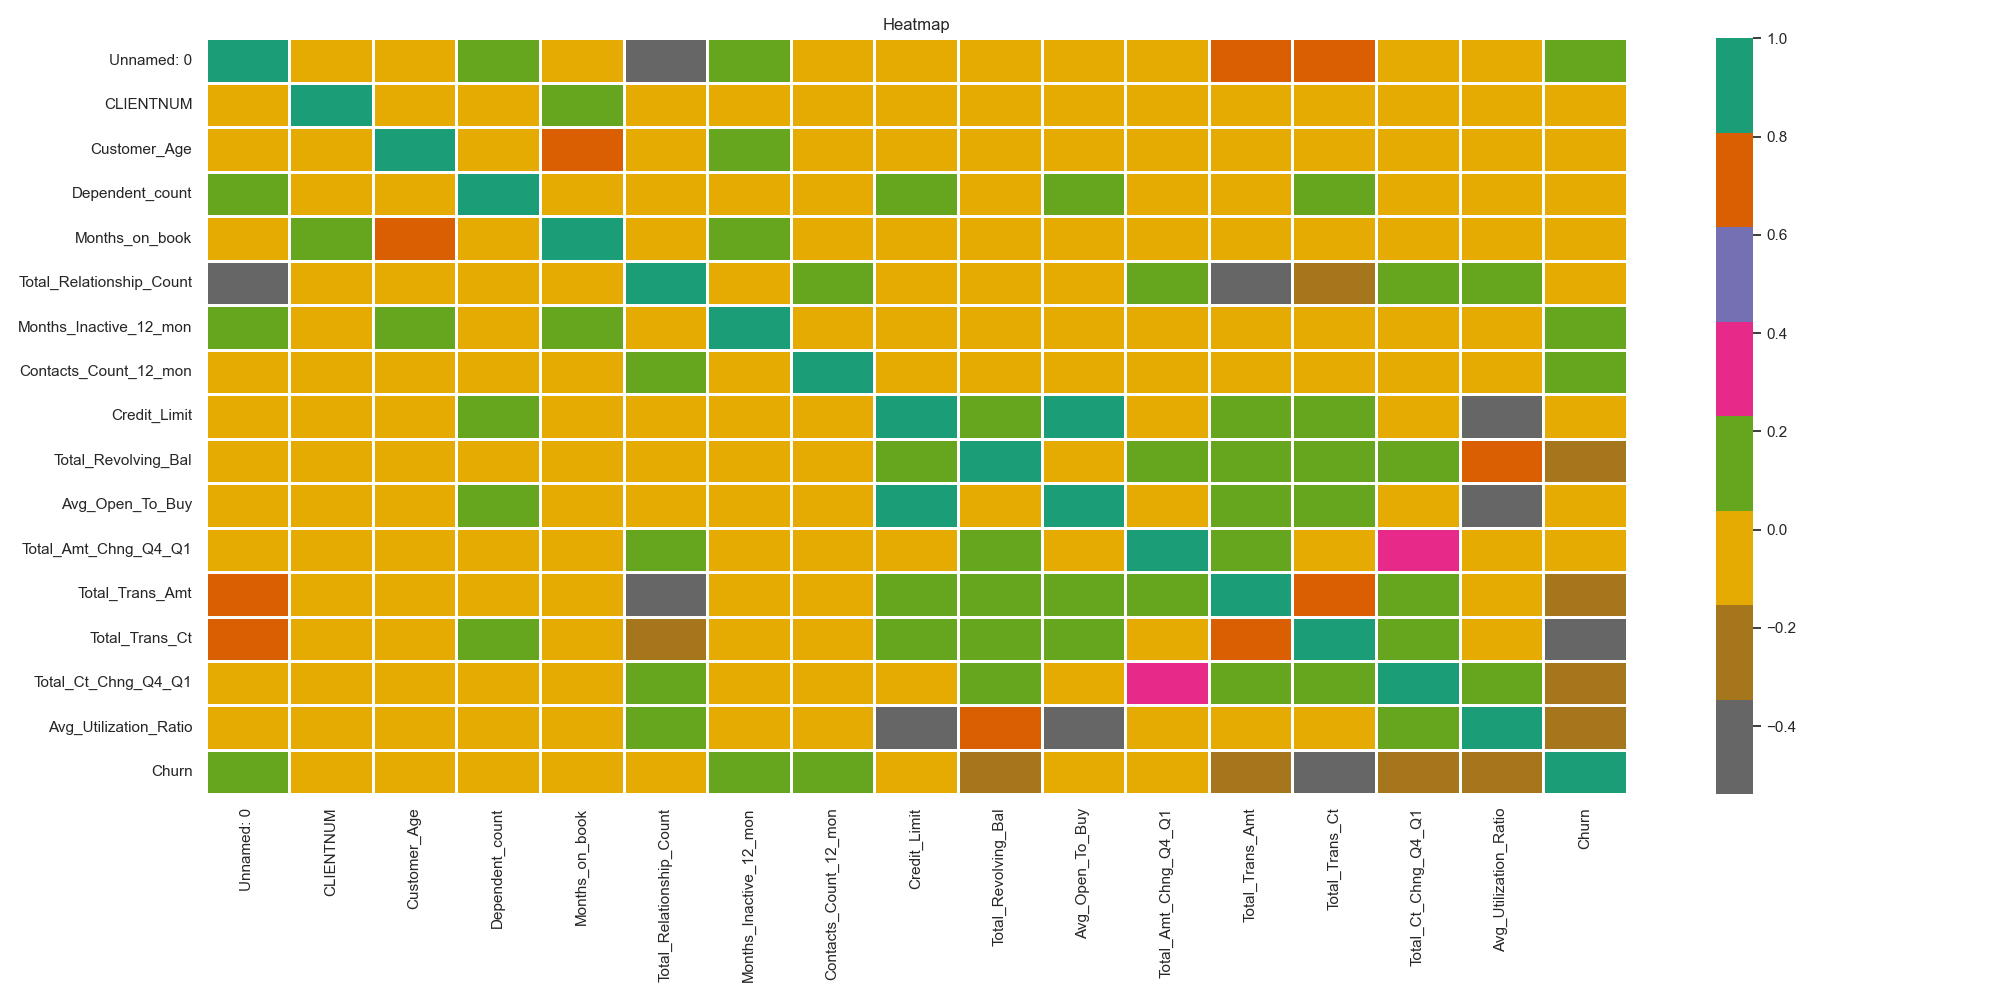 Heatmap
Unnamed: 0
CLIENTNUM
Customer_Age
Dependent_count
Months_on_book
Total_Relationship_Count
Months_Inactive_12_mon
Contacts_Count_12_mon
Credit_Limit
Total_Revolving_Bal
Avg_Open_To_Buy
Total_Amt_Chng_Q4_Q1
Total_Trans_Amt
Total_Trans_Ct
Total_Ct_Chng_Q4_Q1
Avg_Utilization_Ratio
Churn
Unnamed: 0
CLIENTNUM
Customer_Age
Dependent_count
Months_on_book
Total_Relationship_Count
Months_Inactive_12_mon
Contacts_Count_12_mon
Credit_Limit
Total_Revolving_Bal
Avg_Open_To_Buy
Total_Amt_Chng_Q4_Q1
Total_Trans_Amt
Total_Trans_Ct
Total_Ct_Chng_Q4_Q1
Avg_Utilization_Ratio
Churn
1.0
0.8
0.6
0.4
0.2
0.0
−0.2
−0.4